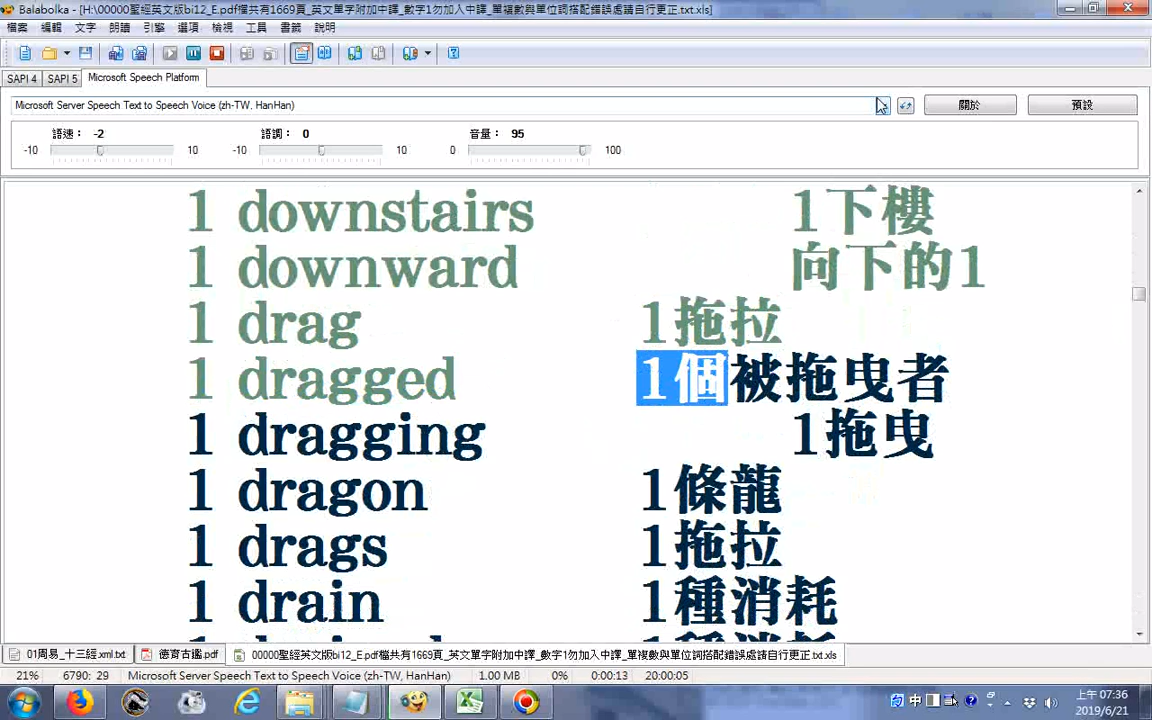 Balabolka - [H:\00000聖經英文版bi12_E.pdf檔共有1669頁_英文單字附加中譯_數字1勿加入中譯_單複數與單位詞搭配錯誤處請自行更正.txt.xls]
檔案 編輯 文字 朗讀 引擎 選項 檢視 工具 書籤 說明
SAPI 4 SAPI 5 Microsoft Speech Platform
Microsoft Server Speech Text to Speech Voice (zh-TW, HanHan) 關於 預設
語速： -2 語調： 0 音量： 95
-10 10 -10 10 0 100
1 downstairs 1下樓
1 downward 向下的1
1 drag 1拖拉
1 dragged 1個被拖曳者
1 dragging 1拖曳
1 dragon 1條龍
1 drags 1拖拉
1 drain 1種消耗
01周易_十三經.xml.txt 德育古鑑.pdf 00000聖經英文版bi12_E.pdf檔共有1669頁_英文單字附加中譯_數字1勿加入中譯_單複數與單位詞搭配錯誤處請自行更正.txt.xls
21% 6790: 29 Microsoft Server Speech Text to Speech Voice (zh-TW, HanHan) 1.00 MB 0% 0:00:13 20:00:05
中 上午 07:36
2019/6/21